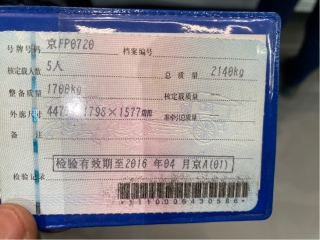 号牌号码 京FP0720 档案编号
核定载人数 5人 总质量 2140kg
整备质量 1700kg 核定载质量 --
外廓尺寸 ×1798×1577mm 准牵引总质量 --
备注
检验有效期至2016年04月京A(01)
检验记录